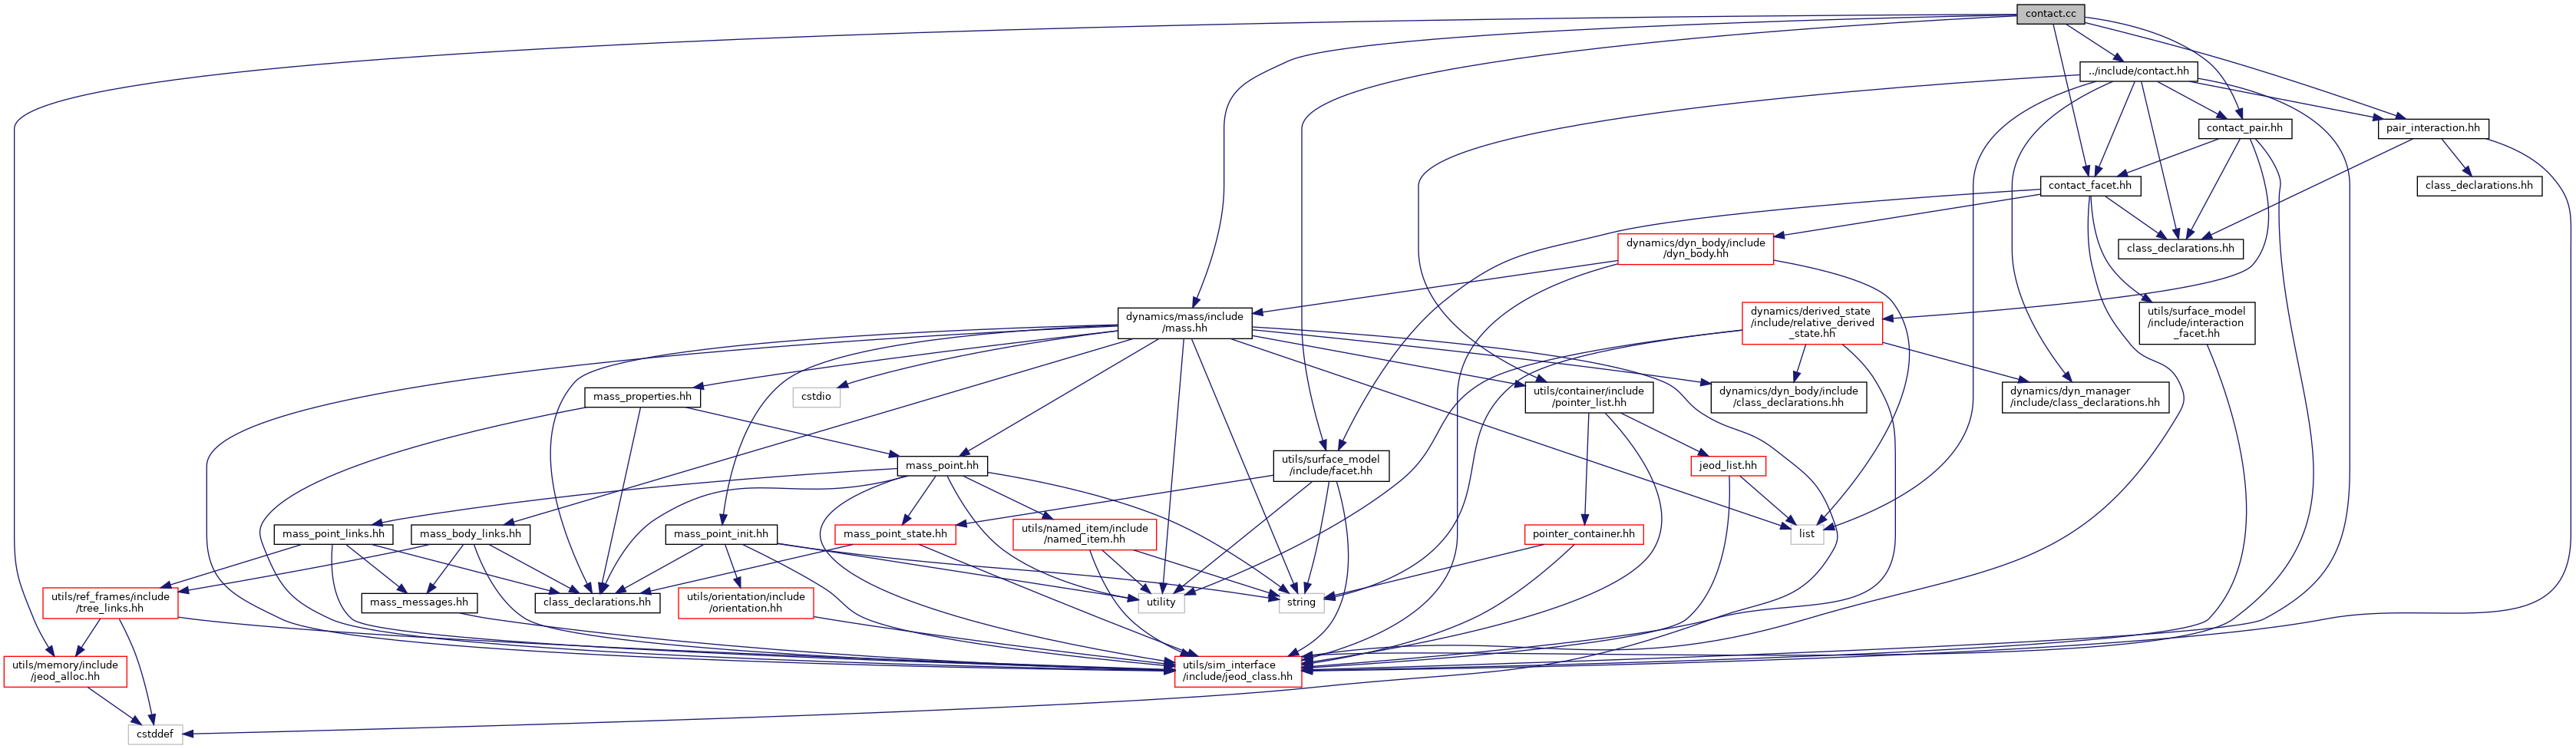 contact.cc
../include/contact.hh
contact_pair.hh
pair_interaction.hh
contact_facet.hh
class_declarations.hh
dynamics/dyn_body/include
/dyn_body.hh
class_declarations.hh
dynamics/mass/include
/mass.hh
dynamics/derived_state
/include/relative_derived
_state.hh
utils/surface_model
/include/interaction
_facet.hh
mass_properties.hh
cstdio
utils/container/include
/pointer_list.hh
dynamics/dyn_body/include
/class_declarations.hh
dynamics/dyn_manager
/include/class_declarations.hh
mass_point.hh
utils/surface_model
/include/facet.hh
jeod_list.hh
mass_point_links.hh
mass_body_links.hh
mass_point_init.hh
mass_point_state.hh
utils/named_item/include
/named_item.hh
pointer_container.hh
list
utils/ref_frames/include
/tree_links.hh
mass_messages.hh
class_declarations.hh
utils/orientation/include
/orientation.hh
utility
string
utils/memory/include
/jeod_alloc.hh
utils/sim_interface
/include/jeod_class.hh
cstddef